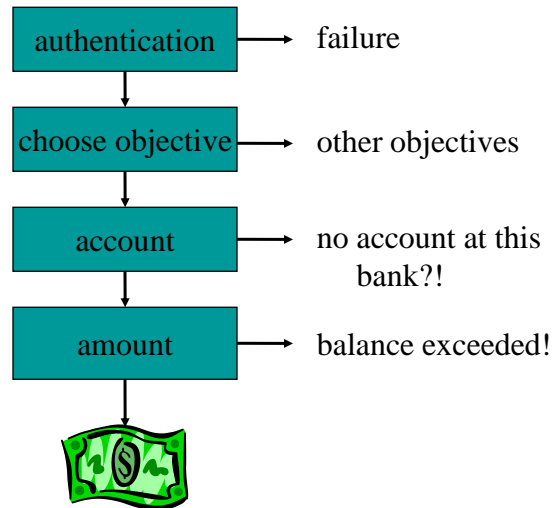 authentication
failure
choose objective
other objectives
account
no account at this
bank?!
amount
balance exceeded!
$